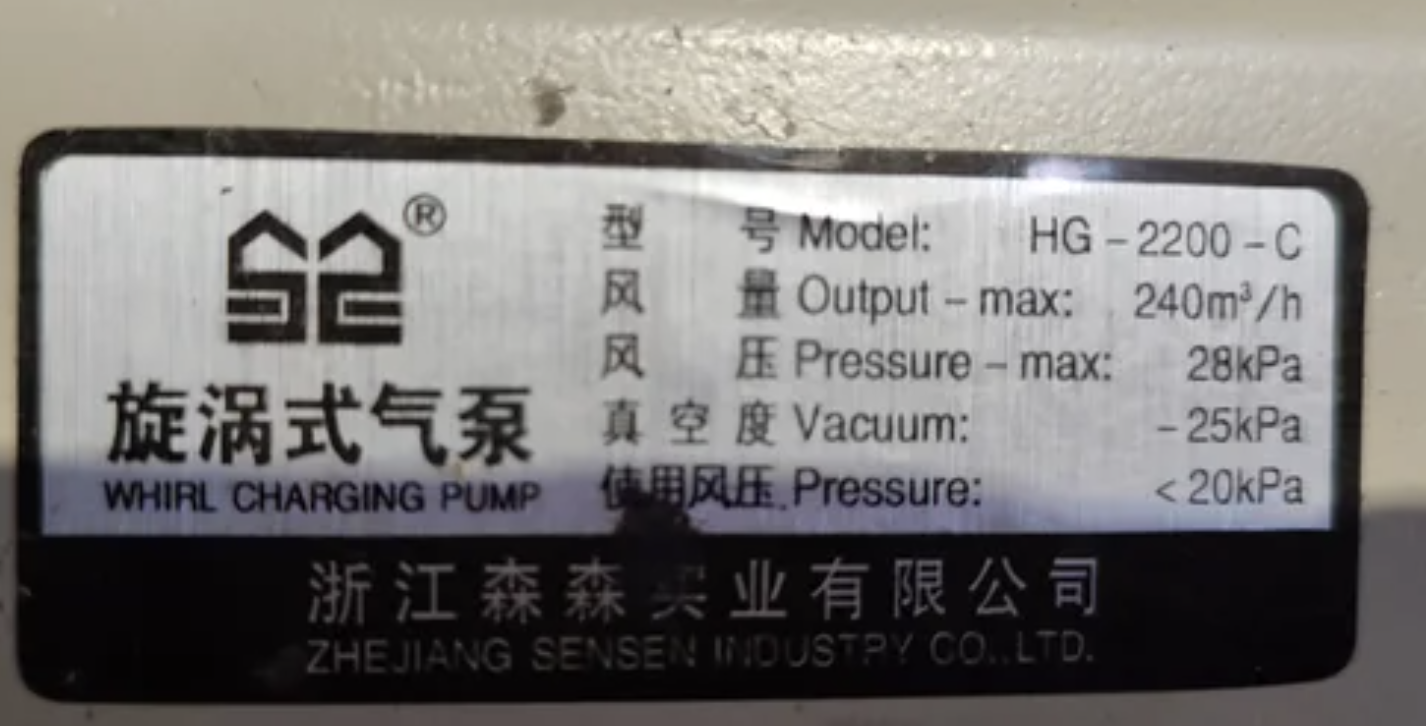 ®
旋涡式气泵
WHIRL CHARGING PUMP
型号 Model: HG-2200-C
风量 Output-max: 240m³/h
风压 Pressure-max: 28kPa
真空度 Vacuum: -25kPa
使用风压 Pressure: <20kPa
浙江森森实业有限公司
ZHEJIANG SENSEN INDUSTRY CO.,LTD.